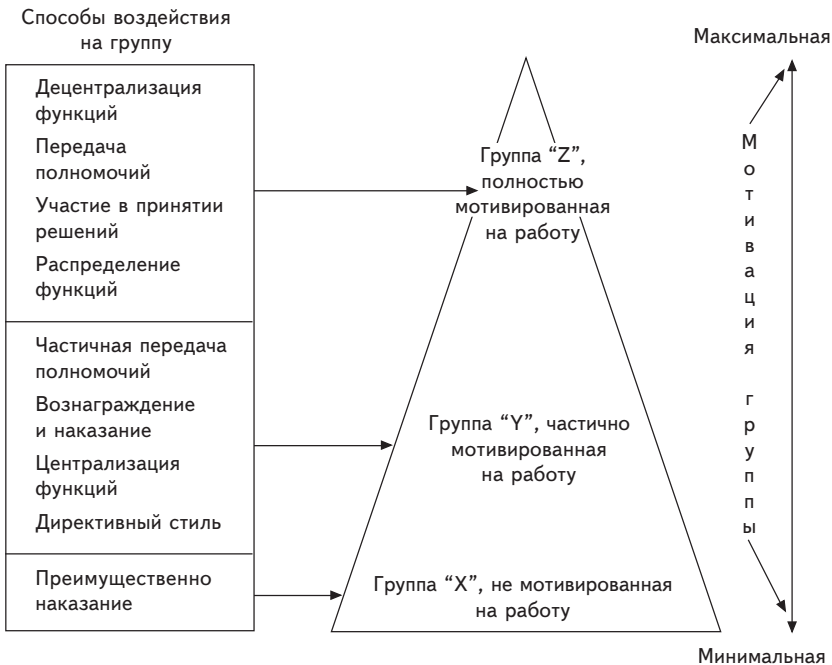 Способы воздействия
на группу
Децентрализация
функций
Передача
полномочий
Участие в принятии
решений
Распределение
функций
Частичная передача
полномочий
Вознаграждение
и наказание
Централизация
функций
Директивный стиль
Преимущественно
наказание
Группа “Z”,
полностью
мотивированная
на работу
Группа “Y”, частично
мотивированная
на работу
Группа “X”, не мотивированная
на работу
Максимальная
Мотивация группы
Минимальная